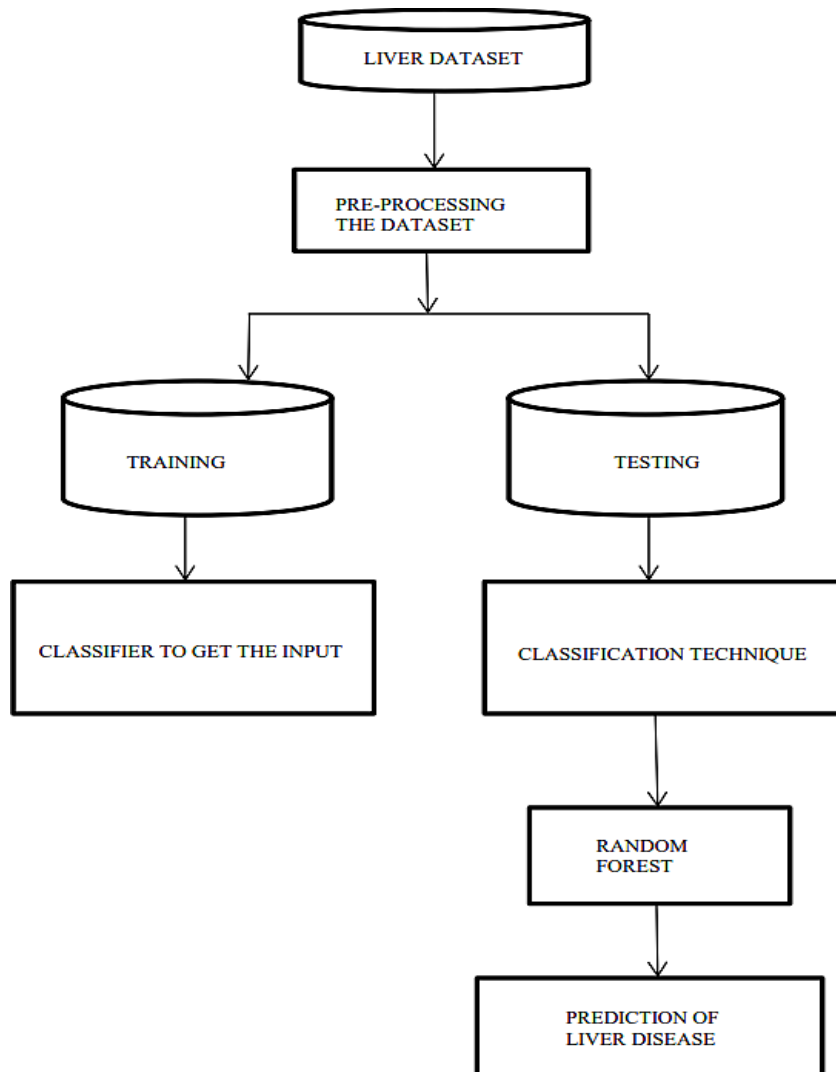 LIVER DATASET
PRE-PROCESSING
THE DATASET
TRAINING
TESTING
CLASSIFIER TO GET THE INPUT
CLASSIFICATION TECHNIQUE
RANDOM
FOREST
PREDICTION OF
LIVER DISEASE